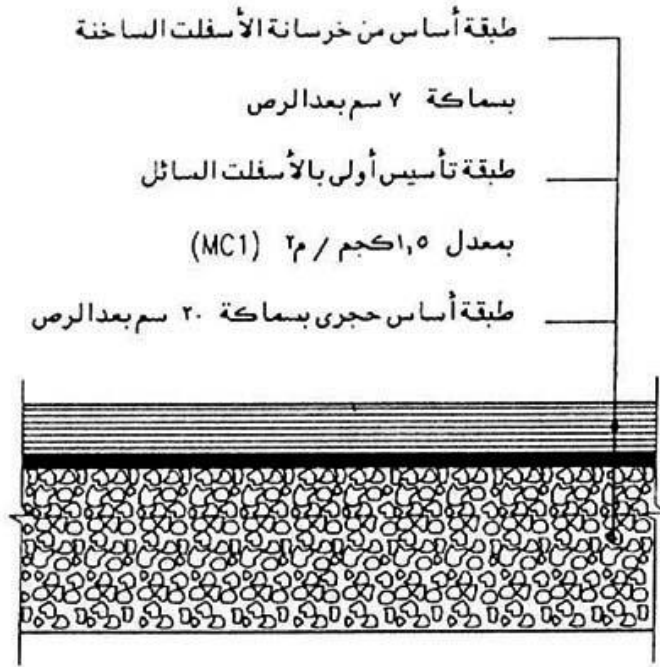 طبقة أساس من خرسانة الأسفلت الساخنة
بسماكة ٧ سم بعد الرص
طبقة تأسيس أولى بالأسفلت السائل
بمعدل ١,٥ كجم / م٢ (MC1)
طبقة أساس حجرى بسماكة ٢٠ سم بعد الرص